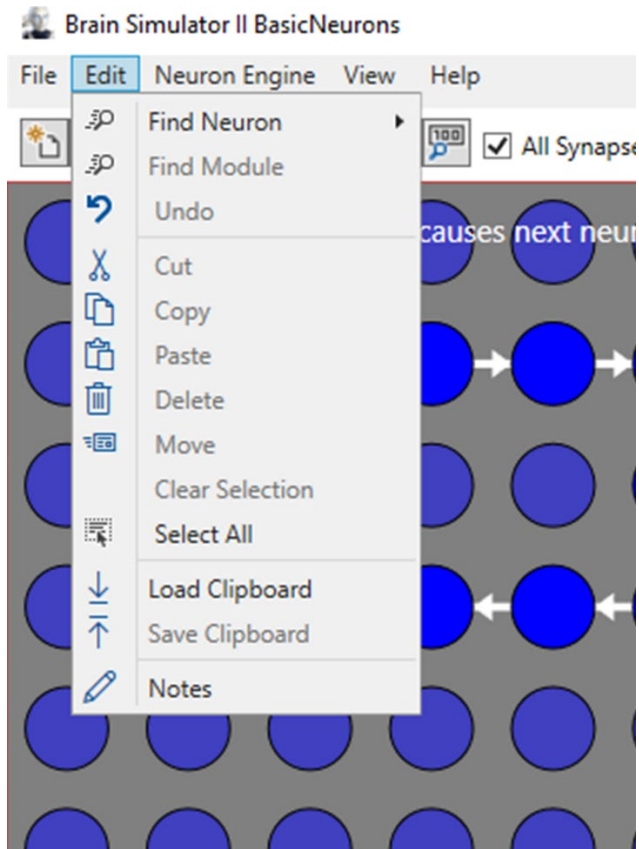 Brain Simulator II BasicNeurons
File Edit Neuron Engine View Help
Find Neuron
100
All Synapse
Find Module
Undo
causes next neur
Cut
Copy
Paste
Delete
Move
Clear Selection
Select All
Load Clipboard
Save Clipboard
Notes